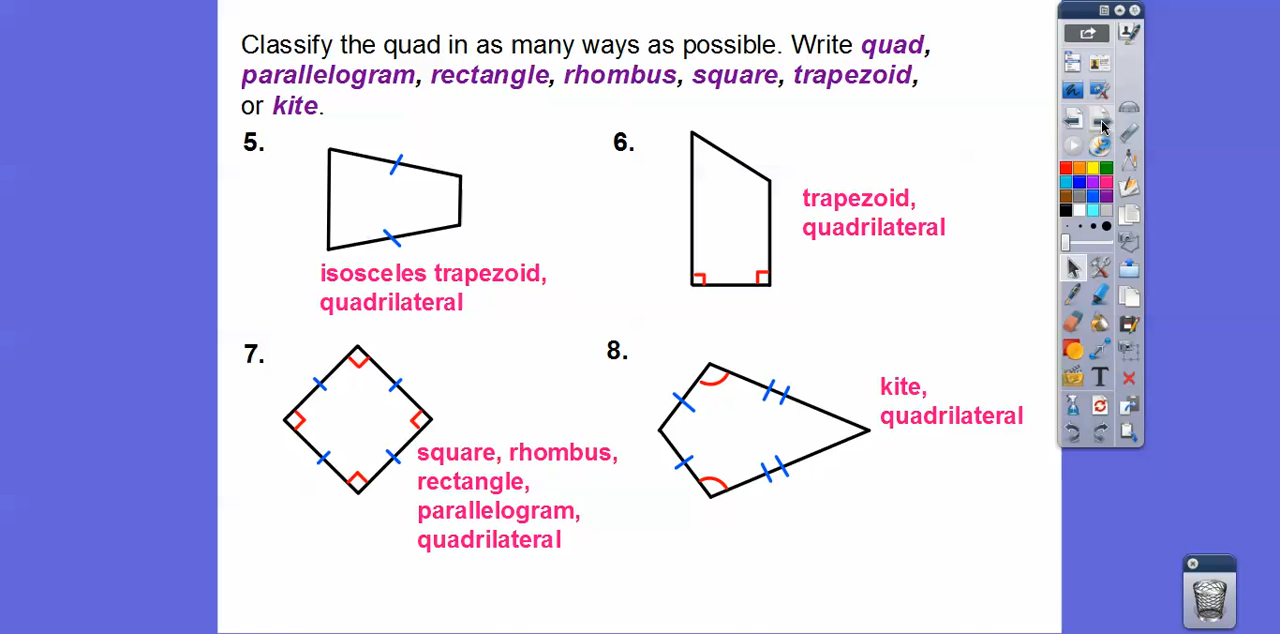 Classify the quad in as many ways as possible. Write quad,
parallelogram, rectangle, rhombus, square, trapezoid,
or kite.
5.
isosceles trapezoid,
quadrilateral
6.
trapezoid,
quadrilateral
7.
square, rhombus,
rectangle,
parallelogram,
quadrilateral
8.
kite,
quadrilateral
T